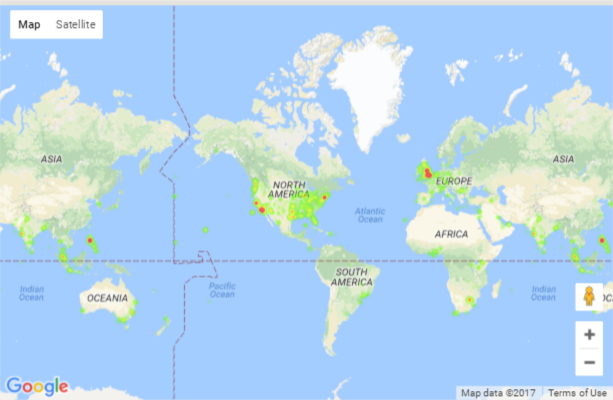 Map Satellite
ASIA
NORTH
AMERICA
EUROPE
ASIA
Atlantic
Ocean
AFRICA
SOUTH
AMERICA
Indian
Ocean
OCEANIA
Pacific
Ocean
Indian
Ocean
OC
+
−
Google
Map data ©2017 Terms of Use